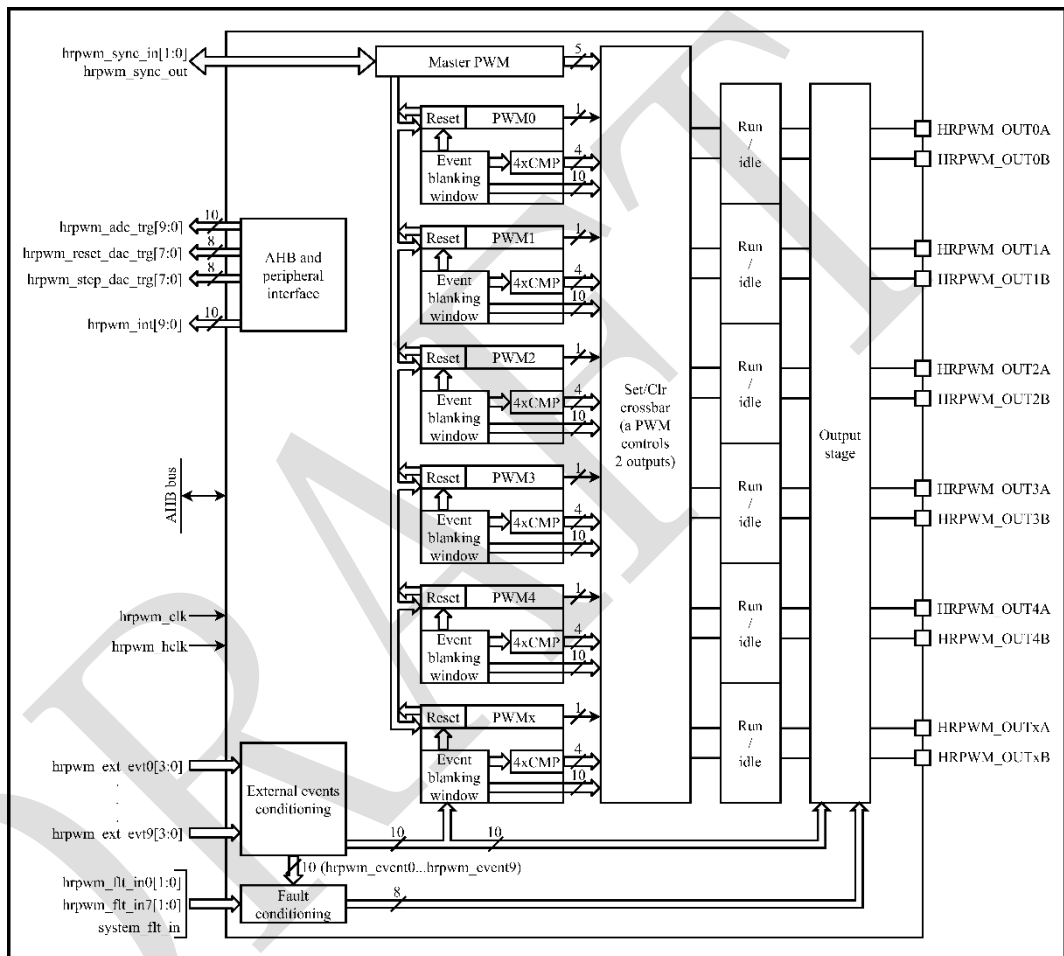 hrpwm_sync_in[1:0]
hrpwm_sync_out
Master PWM
5
Reset
PWM0
1
Event
blanking
window
4xCMP
4
10
Reset
PWM1
1
Event
blanking
window
4xCMP
4
10
Reset
PWM2
1
Event
blanking
window
4xCMP
4
10
Reset
PWM3
1
Event
blanking
window
4xCMP
4
10
Reset
PWM4
1
Event
blanking
window
4xCMP
4
10
Reset
PWMx
1
Event
blanking
window
4xCMP
4
10
hrpwm_adc_trg[9:0]
10
hrpwm_reset_dac_trg[7:0]
8
hrpwm_step_dac_trg[7:0]
8
hrpwm_int[9:0]
10
AHB and
peripheral
interface
AHB bus
hrpwm_clk
hrpwm_hclk
hrpwm_ext_evt0[3:0]
.
.
.
hrpwm_ext_evt9[3:0]
External events
conditioning
10
10
10 (hrpwm_event0...hrpwm_event9)
hrpwm_flt_in0[1:0]
hrpwm_flt_in7[1:0]
system_flt_in
Fault
conditioning
8
Set/Clr
crossbar
(a PWM
controls
2 outputs)
Run
/
idle
Run
/
idle
Run
/
idle
Run
/
idle
Run
/
idle
Run
/
idle
Output
stage
HRPWM_OUT0A
HRPWM_OUT0B
HRPWM_OUT1A
HRPWM_OUT1B
HRPWM_OUT2A
HRPWM_OUT2B
HRPWM_OUT3A
HRPWM_OUT3B
HRPWM_OUT4A
HRPWM_OUT4B
HRPWM_OUTxA
HRPWM_OUTxB
DRAFT